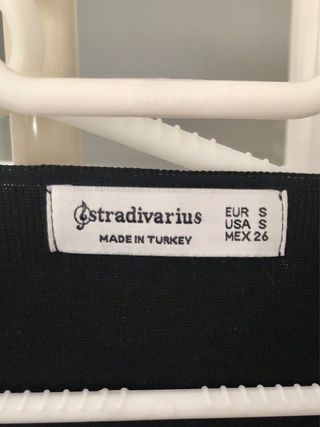 stradivarius
MADE IN TURKEY
EUR S
USA S
MEX 26